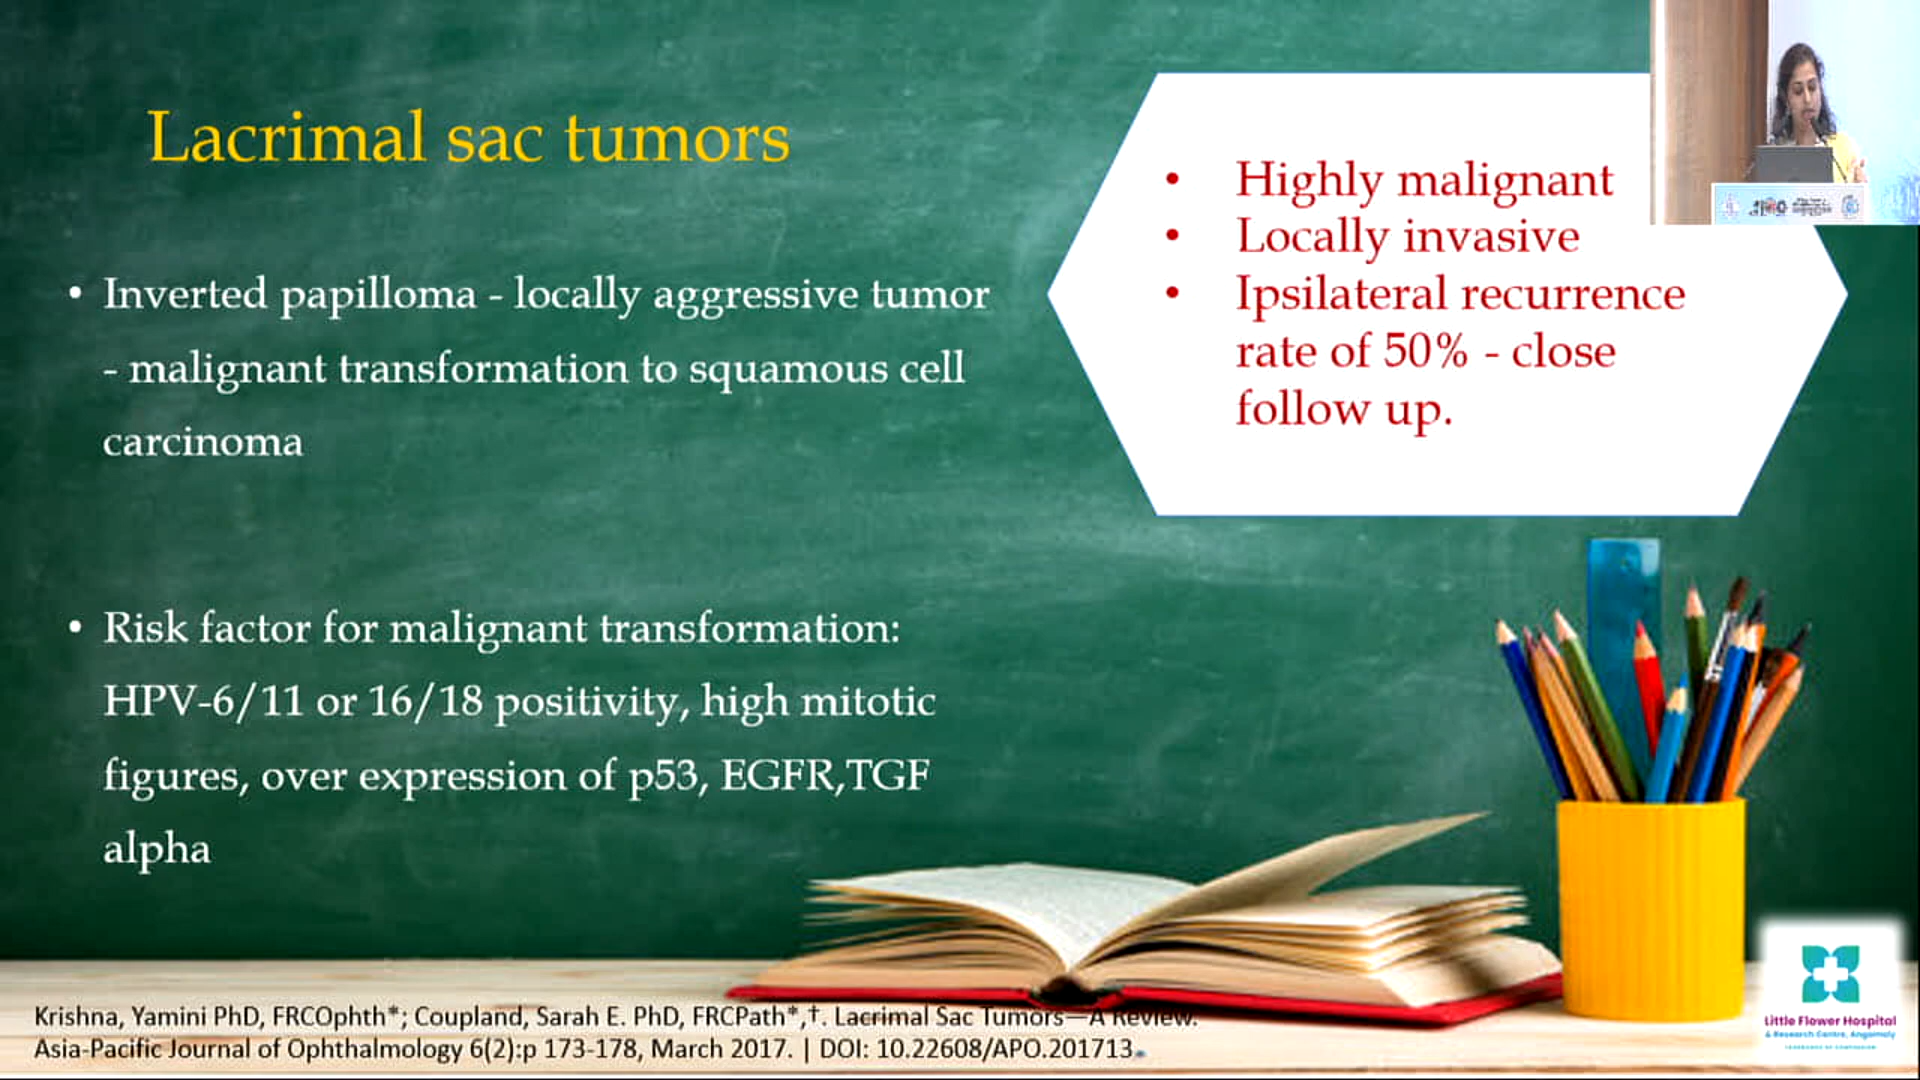 Lacrimal sac tumors
• Inverted papilloma - locally aggressive tumor
- malignant transformation to squamous cell
carcinoma
• Risk factor for malignant transformation:
HPV-6/11 or 16/18 positivity, high mitotic
figures, over expression of p53, EGFR,TGF
alpha
• Highly malignant
• Locally invasive
• Ipsilateral recurrence
rate of 50% - close
follow up.
Krishna, Yamini PhD, FRCOphth*; Coupland, Sarah E. PhD, FRCPath*,†. Lacrimal Sac Tumors—A Review.
Asia-Pacific Journal of Ophthalmology 6(2):p 173-178, March 2017. | DOI: 10.22608/APO.201713.
Little Flower Hospital
& Research Centre, Angamaly